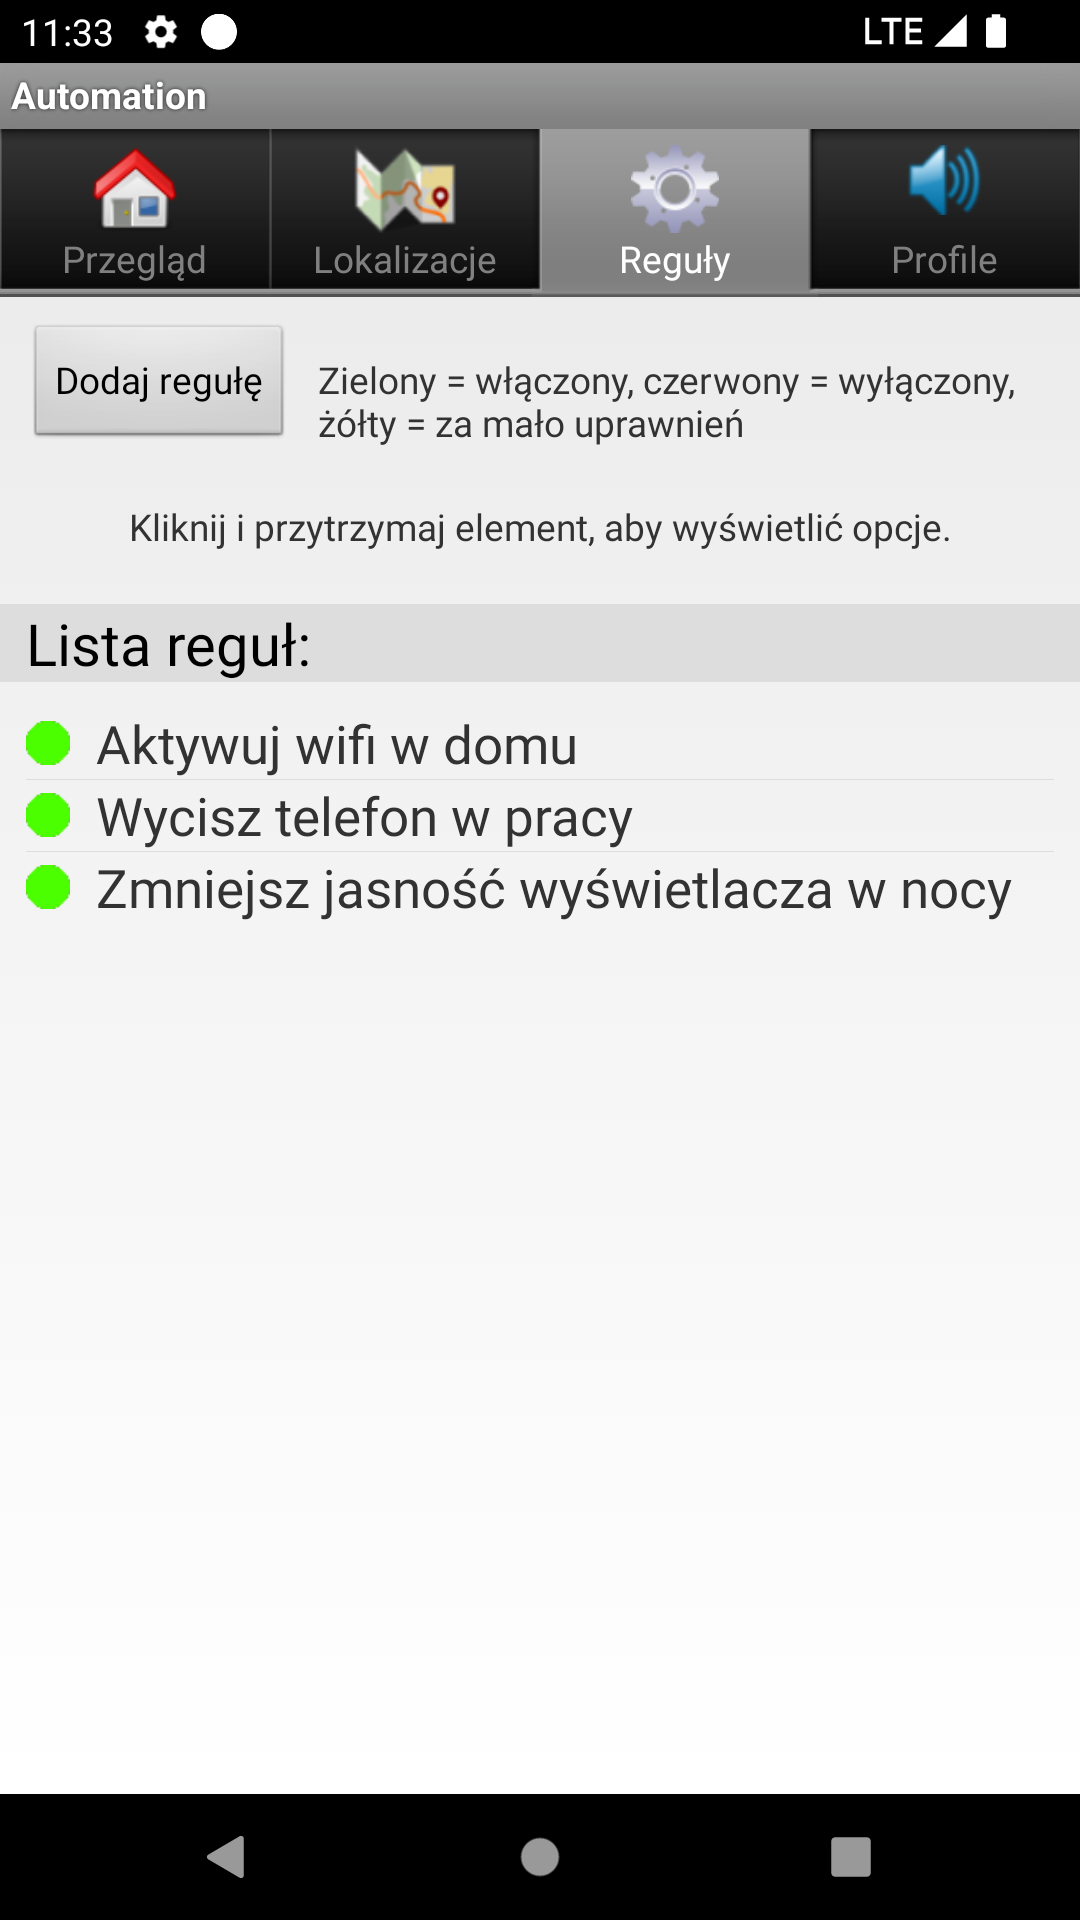 11:33 LTE
Automation
Przegląd Lokalizacje Reguły Profile
Dodaj regułę
Zielony = włączony, czerwony = wyłączony,
żółty = za mało uprawnień
Kliknij i przytrzymaj element, aby wyświetlić opcje.
Lista reguł:
Aktywuj wifi w domu
Wycisz telefon w pracy
Zmniejsz jasność wyświetlacza w nocy